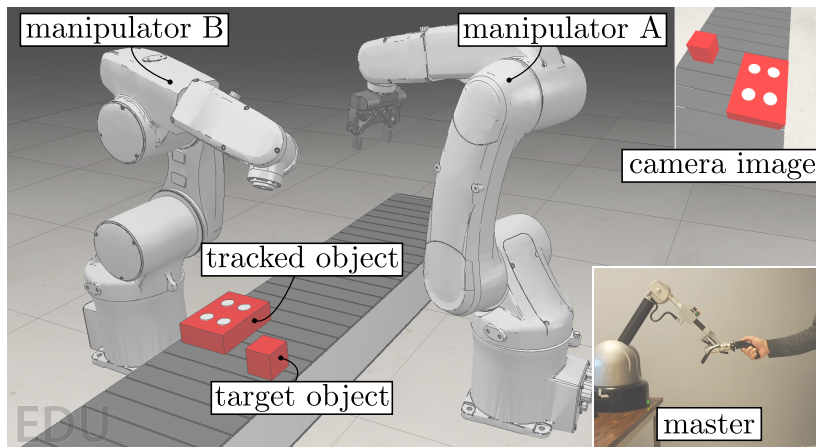 manipulator B
manipulator A
camera image
tracked object
target object
master
EDU